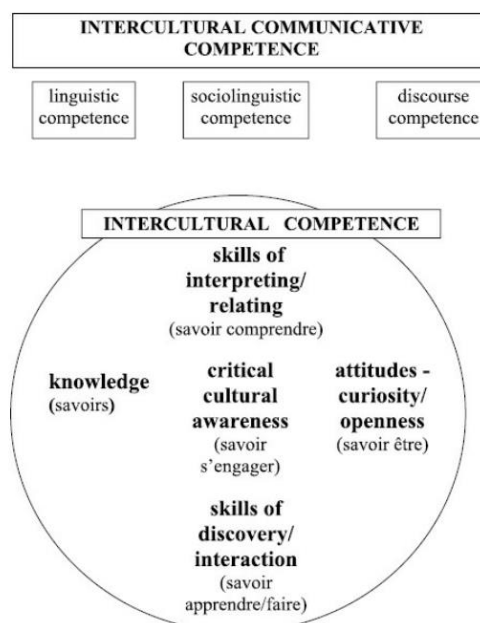 INTERCULTURAL COMMUNICATIVE
COMPETENCE
linguistic
competence
sociolinguistic
competence
discourse
competence
INTERCULTURAL COMPETENCE
skills of
interpreting/
relating
(savoir comprendre)
knowledge
(savoirs)
critical
cultural
awareness
(savoir
s'engager)
attitudes -
curiosity/
openness
(savoir être)
skills of
discovery/
interaction
(savoir
apprendre/faire)